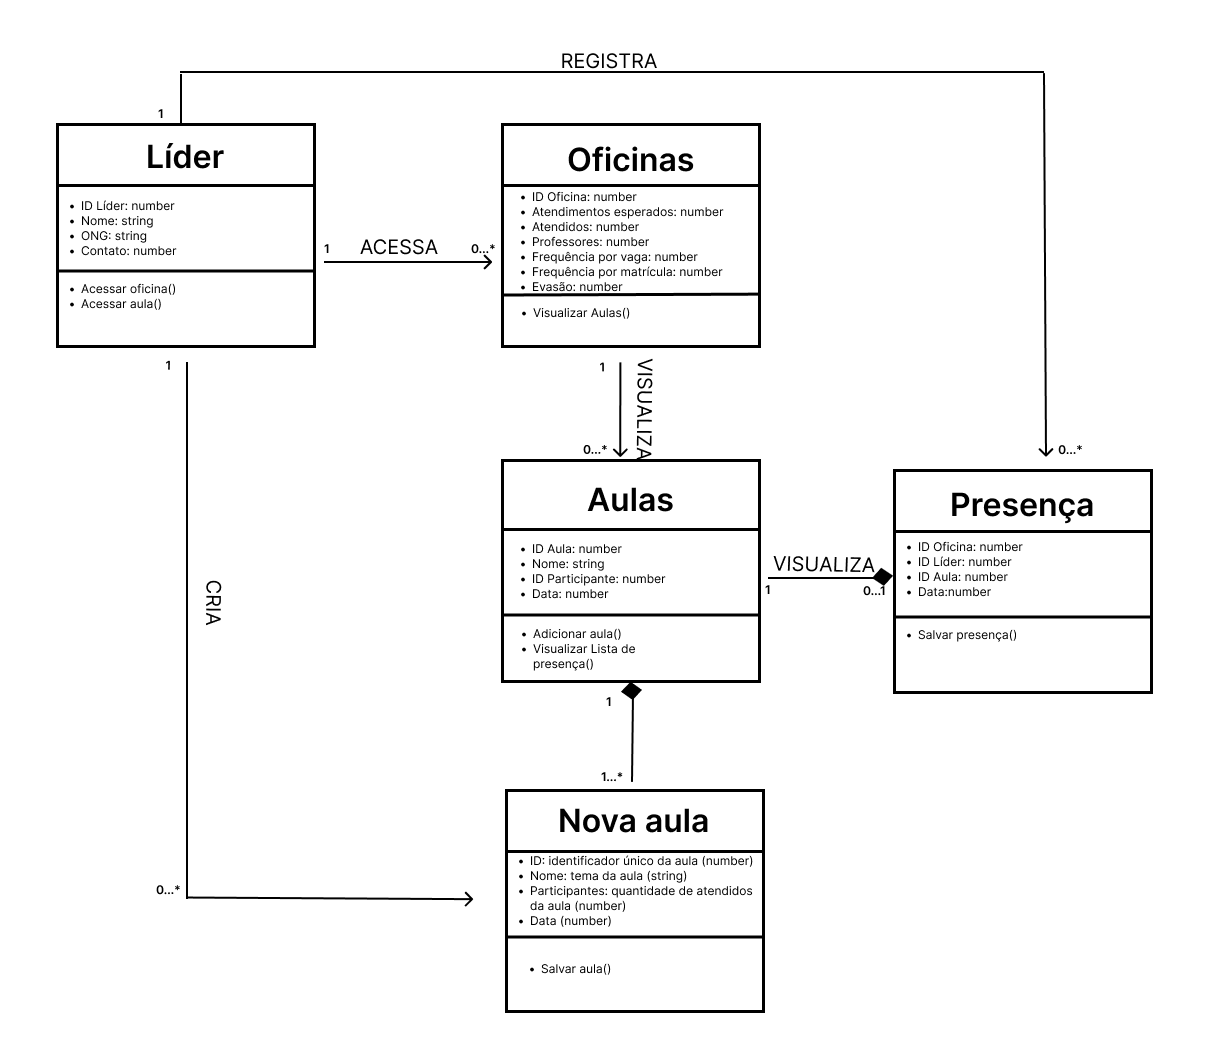 REGISTRA
1
Líder
• ID Líder: number
• Nome: string
• ONG: string
• Contato: number
• Acessar oficina()
• Acessar aula()
1
ACESSA
0...*
Oficinas
• ID Oficina: number
• Atendimentos esperados: number
• Atendidos: number
• Professores: number
• Frequência por vaga: number
• Frequência por matrícula: number
• Evasão: number
• Visualizar Aulas()
1
1
VISUALIZA
0...*
0...*
Aulas
• ID Aula: number
• Nome: string
• ID Participante: number
• Data: number
• Adicionar aula()
• Visualizar Lista de
presença()
VISUALIZA
1
0...1
Presença
• ID Oficina: number
• ID Líder: number
• ID Aula: number
• Data:number
• Salvar presença()
CRIA
1
1...*
0...*
Nova aula
• ID: identificador único da aula (number)
• Nome: tema da aula (string)
• Participantes: quantidade de atendidos
da aula (number)
• Data (number)
• Salvar aula()